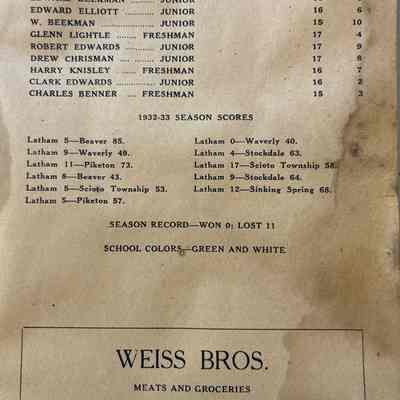 JUNIOR
EDWARD ELLIOTT ..... JUNIOR 16 6
W. BEEKMAN .............. JUNIOR 15 10
GLENN LIGHTLE ........ FRESHMAN 17 4
ROBERT EDWARDS ... JUNIOR 17 9
DREW CHRISMAN .... JUNIOR 17 8
HARRY KNISLEY ...... FRESHMAN 16 7
CLARK EDWARDS ..... JUNIOR 16 2
CHARLES BENNER .... FRESHMAN 15 3
1932-33 SEASON SCORES
Latham 5—Beaver 85. Latham 0—Waverly 40.
Latham 9—Waverly 49. Latham 4—Stockdale 63.
Latham 11—Piketon 73. Latham 17—Scioto Township 58.
Latham 8—Beaver 43. Latham 9—Stockdale 64.
Latham 5—Scioto Township 53. Latham 12—Sinking Spring 68.
Latham 5—Piketon 57.
SEASON RECORD—WON 0; LOST 11
SCHOOL COLORS—GREEN AND WHITE
WEISS BROS.
MEATS AND GROCERIES